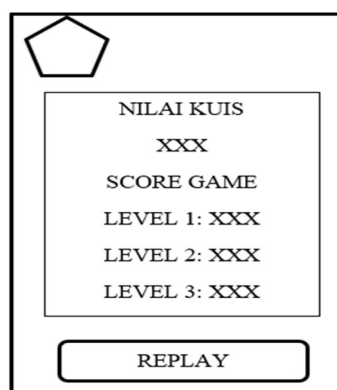 NILAI KUIS
XXX
SCORE GAME
LEVEL 1: XXX
LEVEL 2: XXX
LEVEL 3: XXX
REPLAY